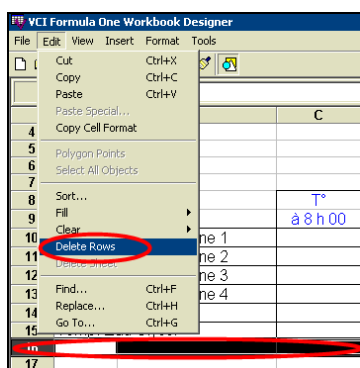 VCI Formula One Workbook Designer
File Edit View Insert Format Tools
Cut Ctrl+X
Copy Ctrl+C
Paste Ctrl+V
Paste Special...
Copy Cell Format
Polygon Points
Select All Objects
Sort...
Fill
Clear
Delete Rows
Delete Sheet
Find... Ctrl+F
Replace... Ctrl+H
Go To... Ctrl+G
C
4
5
6
7
8 T°
9 à 8 h 00
10 ne 1
11 ne 2
12 ne 3
13 ne 4
14
15
16
17